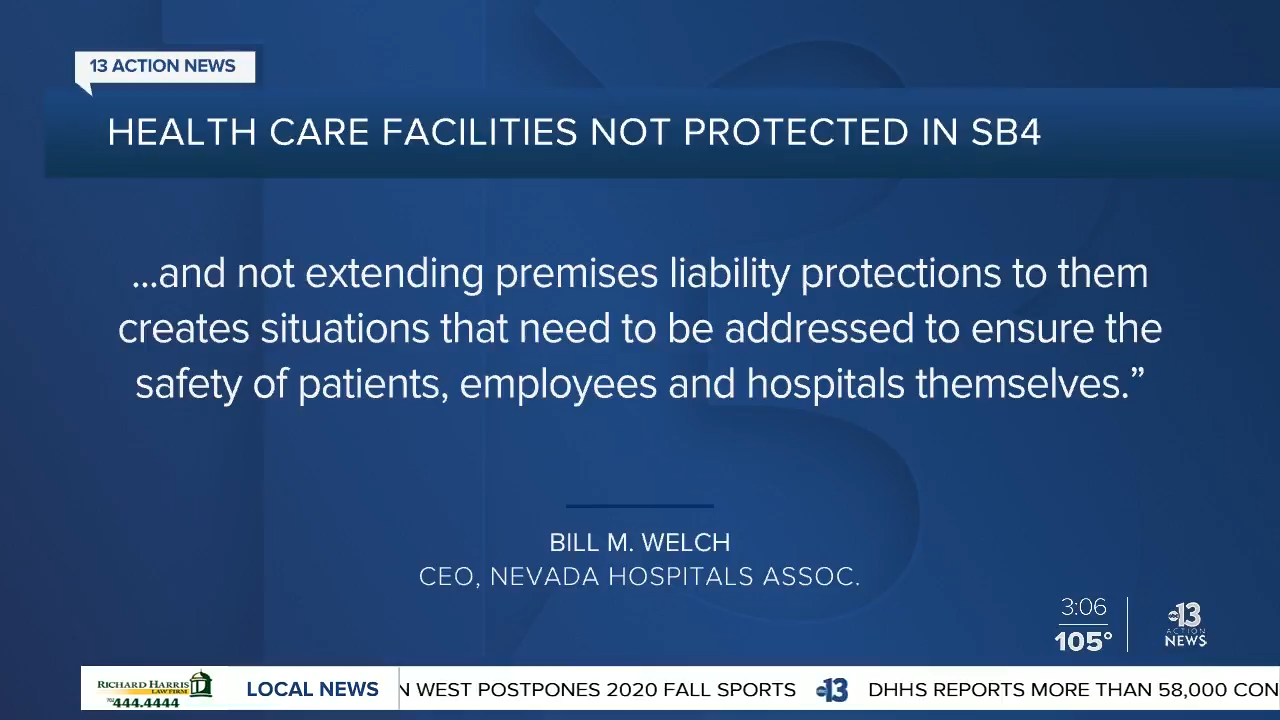 13 ACTION NEWS
HEALTH CARE FACILITIES NOT PROTECTED IN SB4
...and not extending premises liability protections to them
creates situations that need to be addressed to ensure the
safety of patients, employees and hospitals themselves.”
BILL M. WELCH
CEO, NEVADA HOSPITALS ASSOC.
3:06
105°
abc 13
ACTION
NEWS
RICHARD HARRIS
LAW FIRM
702 444.4444
LOCAL NEWS
N WEST POSTPONES 2020 FALL SPORTS abc 13 DHHS REPORTS MORE THAN 58,000 CON